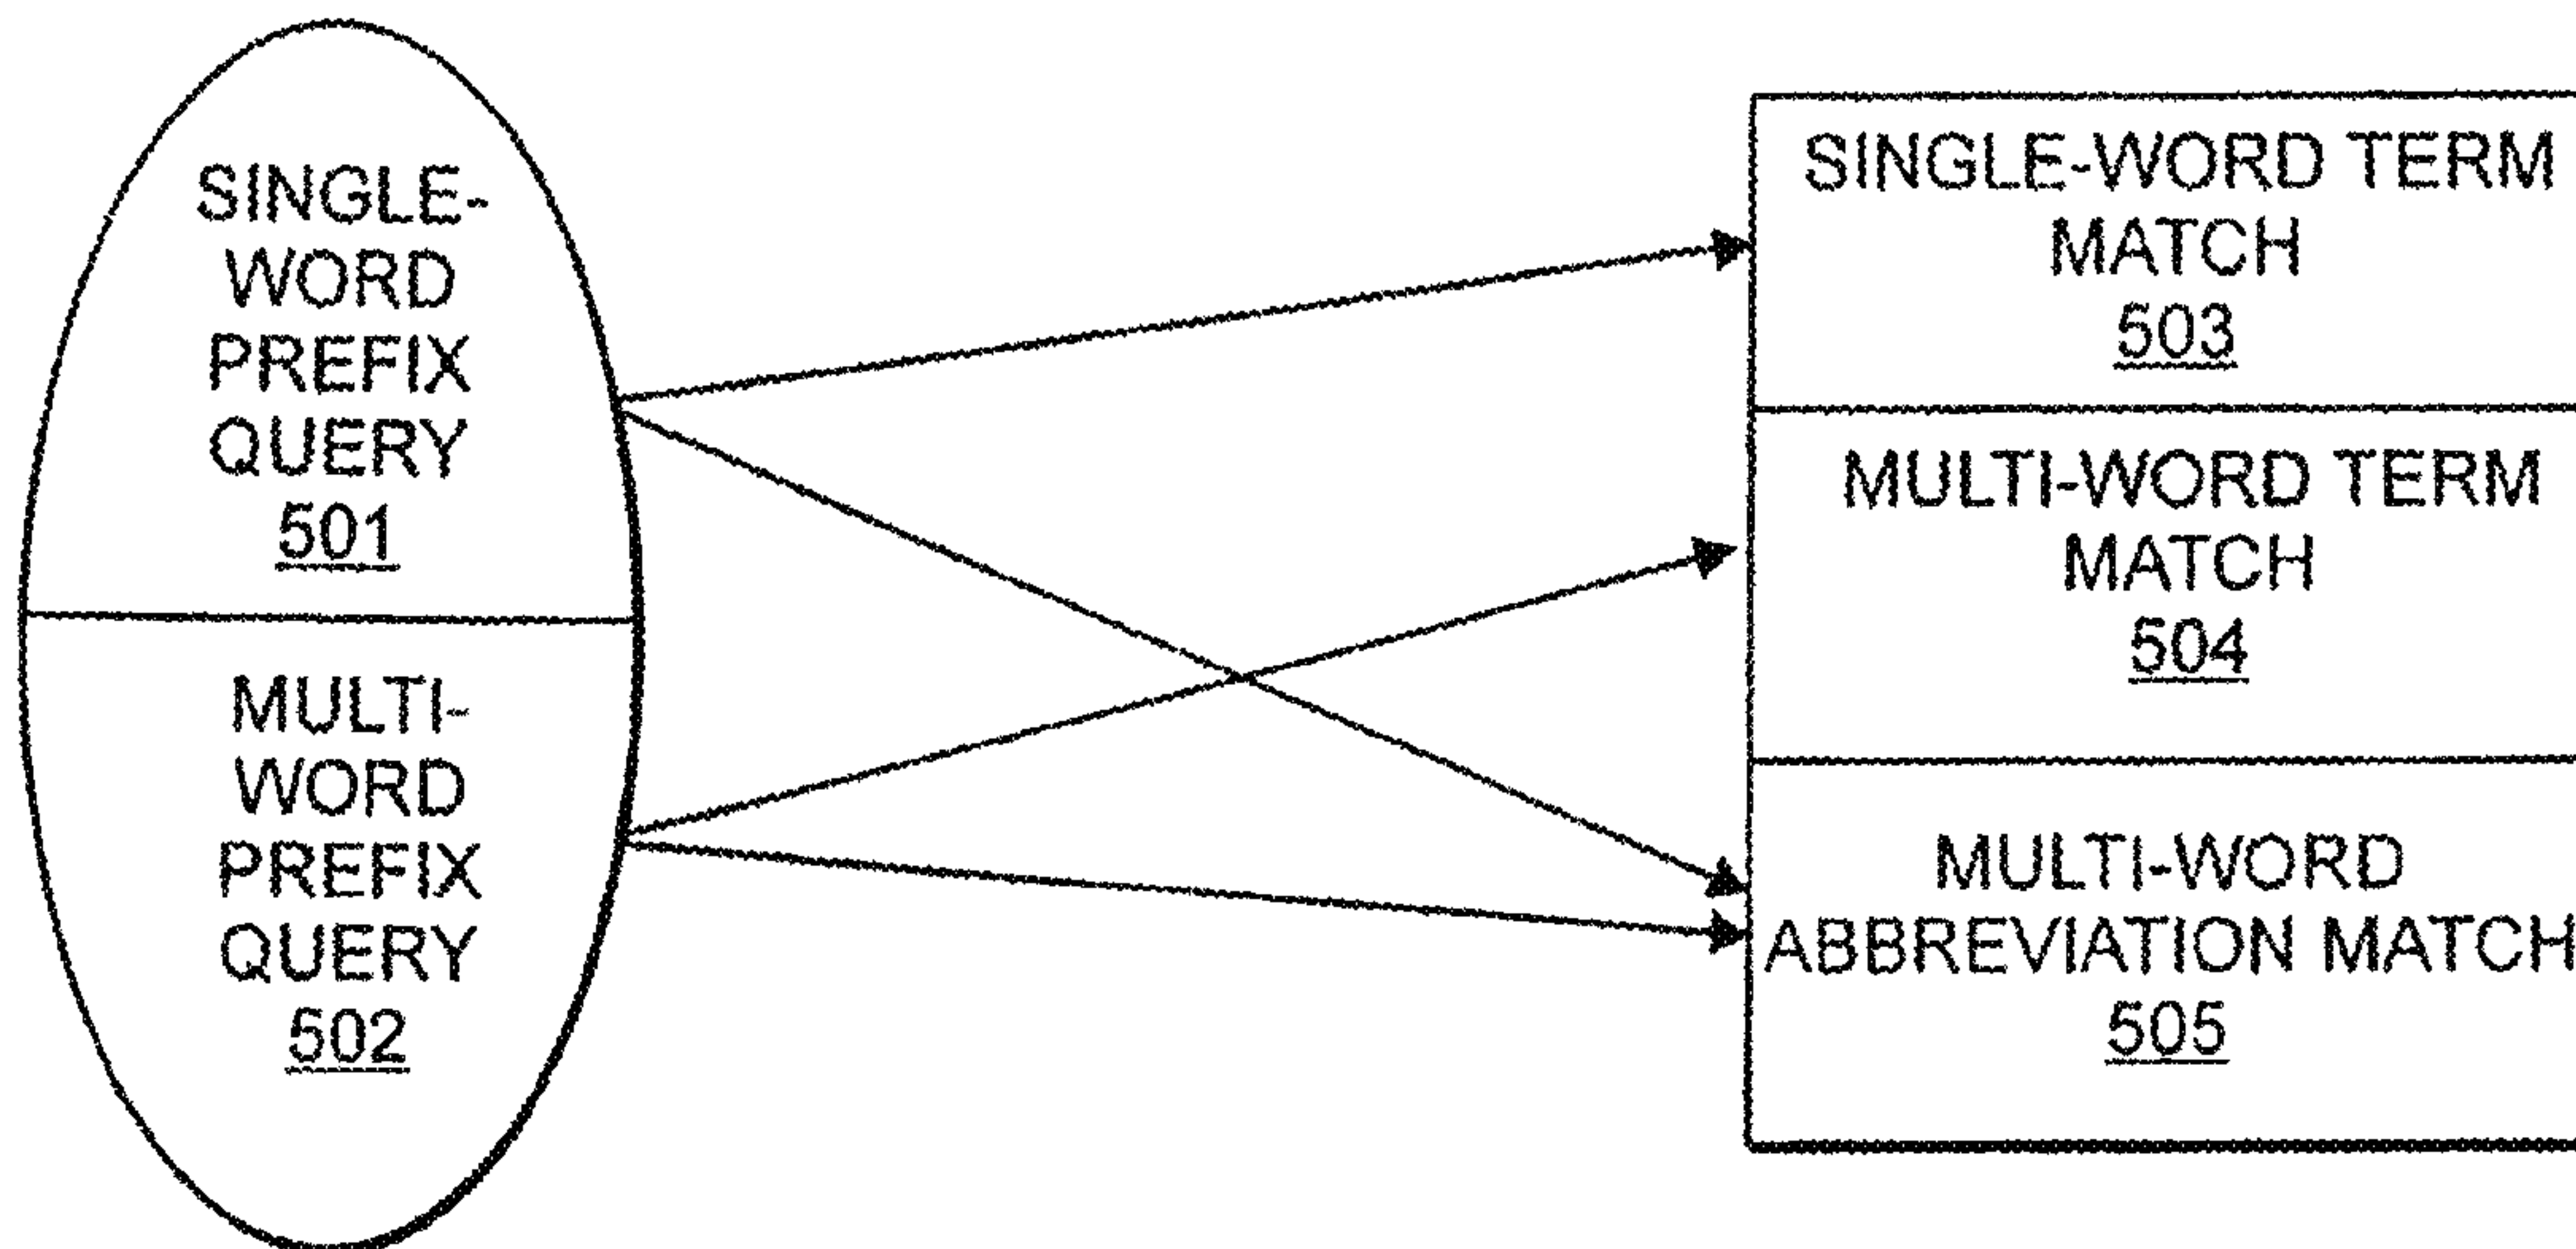 SINGLE-
WORD
PREFIX
QUERY
501
MULTI-
WORD
PREFIX
QUERY
502
SINGLE-WORD TERM
MATCH
503
MULTI-WORD TERM
MATCH
504
MULTI-WORD
ABBREVIATION MATCH
505